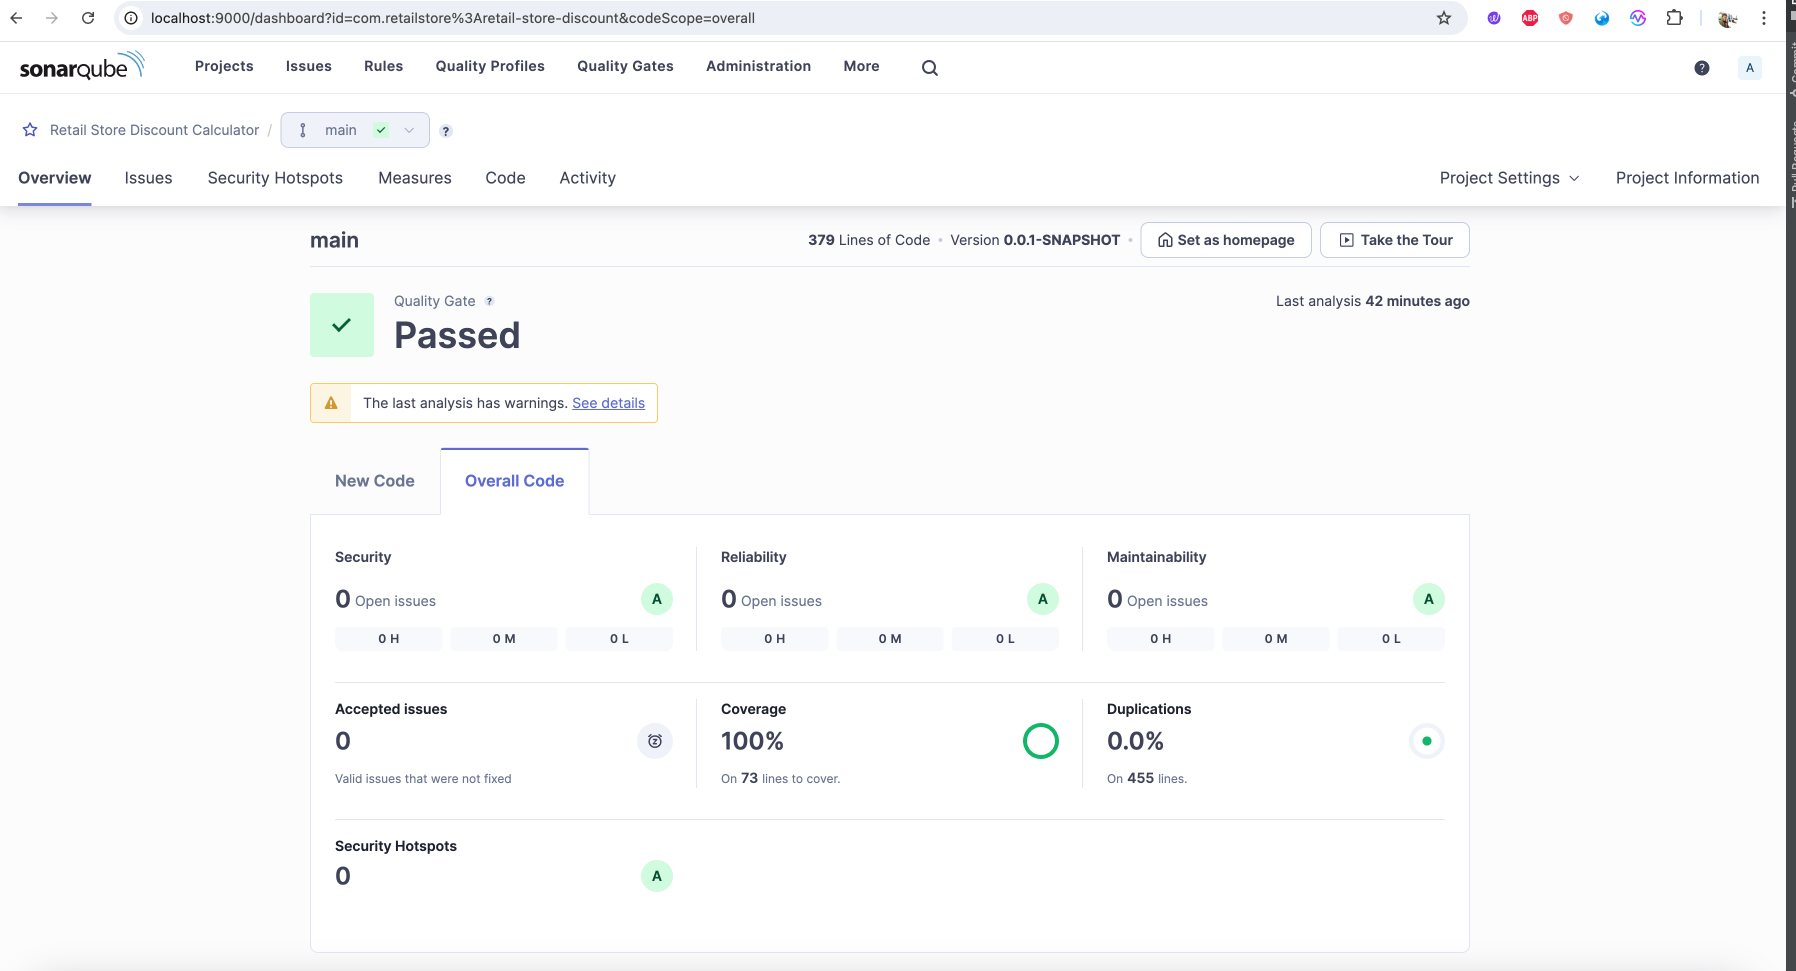 localhost:9000/dashboard?id=com.retailstore%3Aretail-store-discount&codeScope=overall
ABP
sonarqube Projects Issues Rules Quality Profiles Quality Gates Administration More ? A
Retail Store Discount Calculator / main ?
Overview Issues Security Hotspots Measures Code Activity Project Settings Project Information
main 379 Lines of Code • Version 0.0.1-SNAPSHOT • Set as homepage Take the Tour
Quality Gate ? Last analysis 42 minutes ago
Passed
The last analysis has warnings. See details
New Code Overall Code
Security Reliability Maintainability
0 Open issues A 0 Open issues A 0 Open issues A
0 H 0 M 0 L 0 H 0 M 0 L 0 H 0 M 0 L
Accepted issues Coverage Duplications
0 100% 0.0%
Valid issues that were not fixed On 73 lines to cover. On 455 lines.
Security Hotspots
0 A